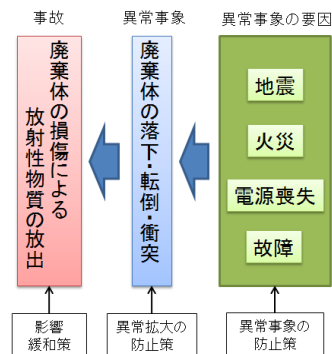 事故
異常事象
異常事象の要因
廃棄体の損傷による
放射性物質の放出
廃棄体の落下・転倒・衝突
地震
火災
電源喪失
故障
影響
緩和策
異常拡大の
防止策
異常事象の
防止策